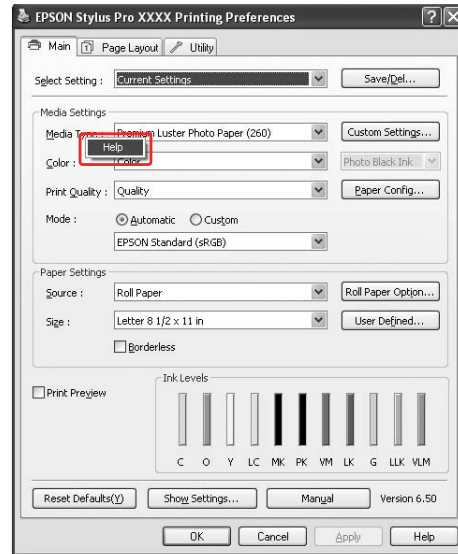 EPSON Stylus Pro XXXX Printing Preferences
Main Page Layout Utility
Select Setting : Current Settings Save/Del...
Media Settings
Media Type : Premium Luster Photo Paper (260) Custom Settings...
Help
Color : Color Photo Black Ink
Print Quality : Quality Paper Config...
Mode : Automatic Custom
EPSON Standard (sRGB)
Paper Settings
Source : Roll Paper Roll Paper Option...
Size : Letter 8 1/2 x 11 in User Defined...
Borderless
Print Preview
Ink Levels
C O Y LC MK PK VM LK G LLK VLM
Reset Defaults(Y) Show Settings... Manual Version 6.50
OK Cancel Apply Help